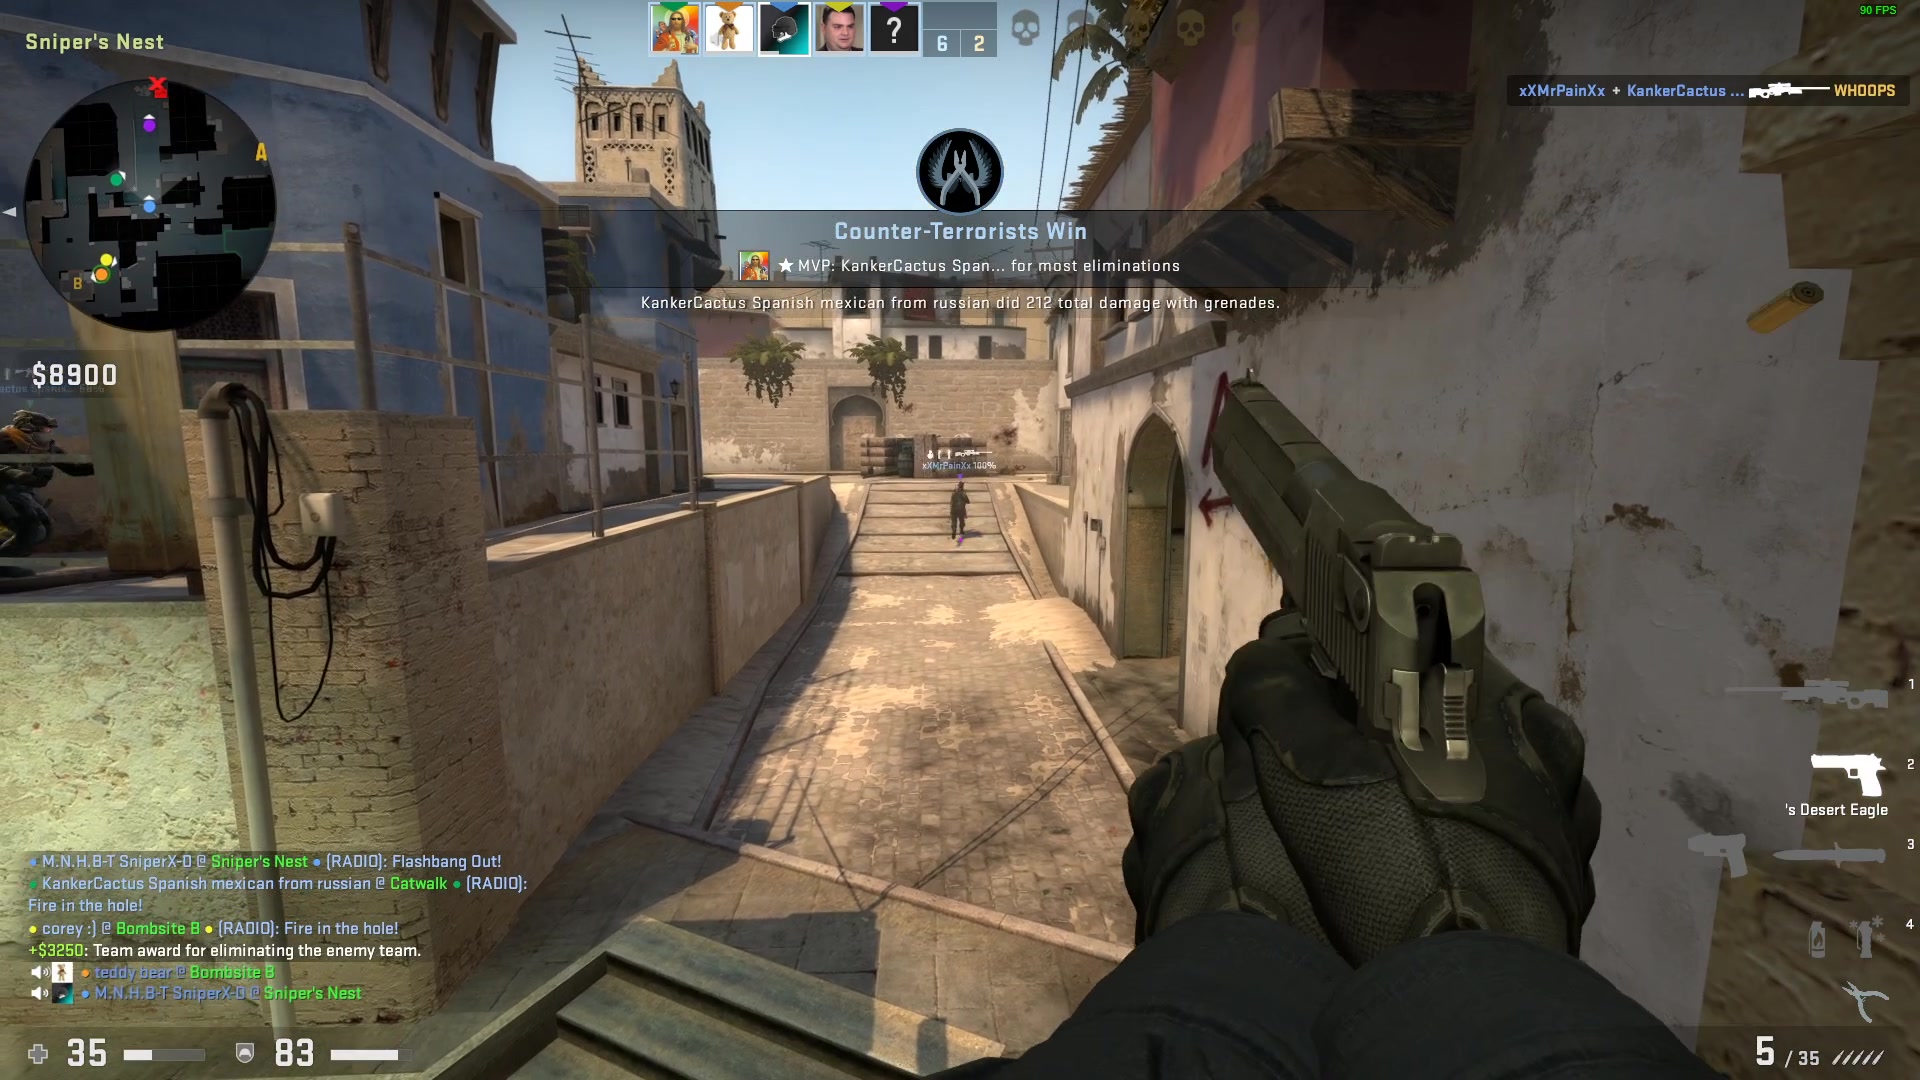 90 FPS
Sniper's Nest
?
6 2
xXMrPainXx + KankerCactus ... WHOOPS
A
B
Counter-Terrorists Win
★ MVP: KankerCactus Span... for most eliminations
KankerCactus Spanish mexican from russian did 212 total damage with grenades.
$8900
xXMrPainXx 100%
1
2
's Desert Eagle
3
4
• M.N.H.B-T SniperX-D @ Sniper's Nest • (RADIO): Flashbang Out!
• KankerCactus Spanish mexican from russian @ Catwalk • (RADIO):
Fire in the hole!
• corey :) @ Bombsite B • (RADIO): Fire in the hole!
+$3250: Team award for eliminating the enemy team.
• teddy bear @ Bombsite B
• M.N.H.B-T SniperX-D @ Sniper's Nest
35 83
5 / 35